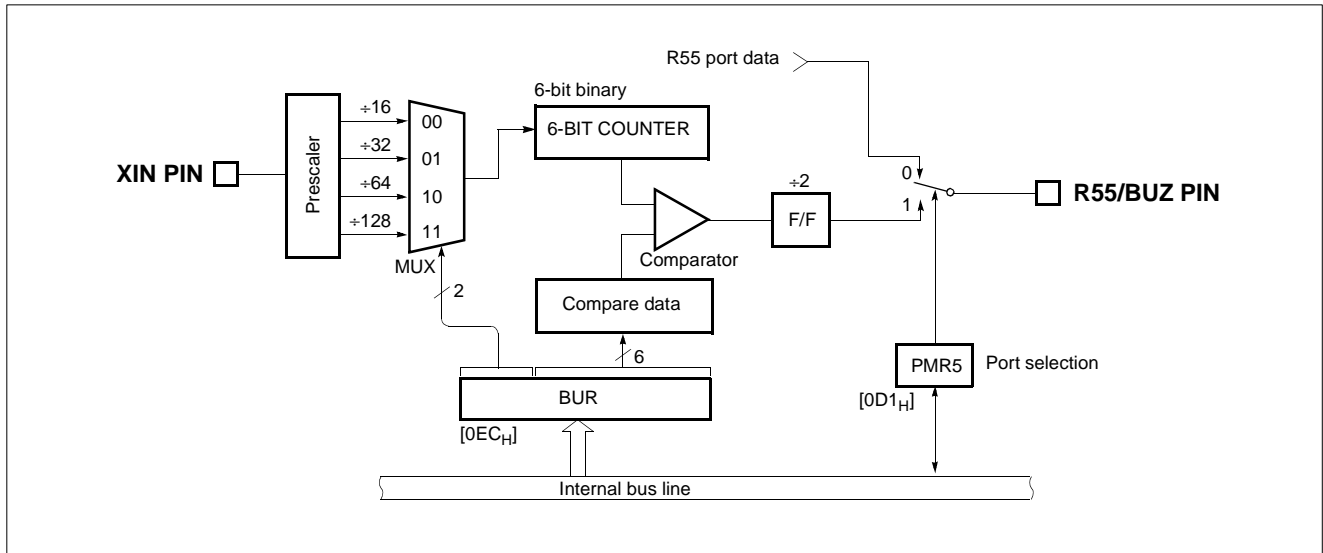 R55 port data
6-bit binary
6-BIT COUNTER
÷16
÷32
÷64
÷128
00
01
10
11
MUX
Prescaler
XIN PIN
÷2
F/F
0
1
R55/BUZ PIN
Comparator
2
Compare data
6
BUR
[0ECH]
PMR5
Port selection
[0D1H]
Internal bus line